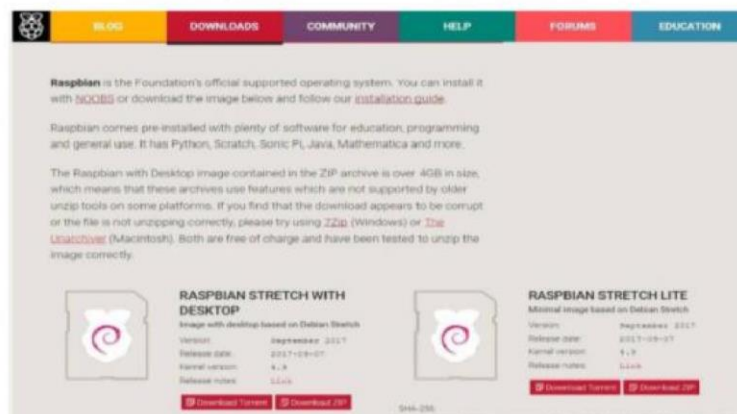 BLOG DOWNLOADS COMMUNITY HELP FORUMS EDUCATION
Raspbian is the Foundation's official supported operating system. You can install it
with NOOBS or download the image below and follow our installation guide.
Raspbian comes pre-installed with plenty of software for education, programming
and general use. It has Python, Scratch, Sonic Pi, Java, Mathematica and more.
The Raspbian with Desktop image contained in the ZIP archive is over 4GB in size,
which means that these archives use features which are not supported by older
unzip tools on some platforms. If you find that the download appears to be corrupt
or the file is not unzipping correctly, please try using 7Zip (Windows) or The
Unarchiver (Macintosh). Both are free of charge and have been tested to unzip the
image correctly.
RASPBIAN STRETCH WITH
DESKTOP
Image with desktop based on Debian Stretch
Version: September 2017
Release date: 2017-09-07
Kernel version: 4.9
Release notes: Link
Download Torrent Download ZIP
RASPBIAN STRETCH LITE
Minimal image based on Debian Stretch
Version: September 2017
Release date: 2017-09-07
Kernel version: 4.9
Release notes: Link
Download Torrent Download ZIP
SHA-256: